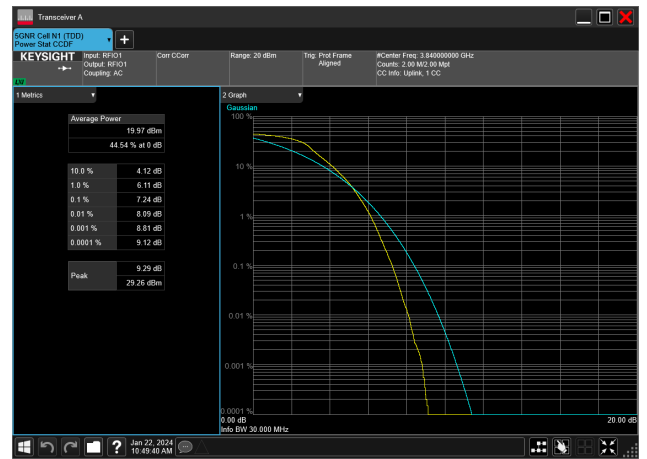 Transceiver A
5GNR Cell N1 (TDD)
Power Stat CCDF
KEYSIGHT
Input: RFIO1
Output: RFIO1
Coupling: AC
Corr CCorr
Range: 20 dBm
Trig: Prot Frame
Aligned
#Center Freq: 3.840000000 GHz
Counts: 2.00 M/2.00 Mpt
CC Info: Uplink, 1 CC
1 Metrics
2 Graph
Average Power
19.97 dBm
44.54 % at 0 dB
10.0 % 4.12 dB
1.0 % 6.11 dB
0.1 % 7.24 dB
0.01 % 8.09 dB
0.001 % 8.81 dB
0.0001 % 9.12 dB
Peak
9.29 dB
29.26 dBm
Gaussian
100 %
10 %
1 %
0.1 %
0.01 %
0.001 %
0.0001 %
0.00 dB
20.00 dB
Info BW 30.000 MHz
Jan 22, 2024
10:49:40 AM